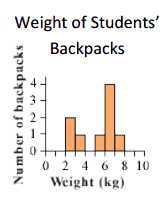 Weight of Students’
Backpacks
Number of backpacks
4
3
2
1
0
0 2 4 6 8 10
Weight (kg)